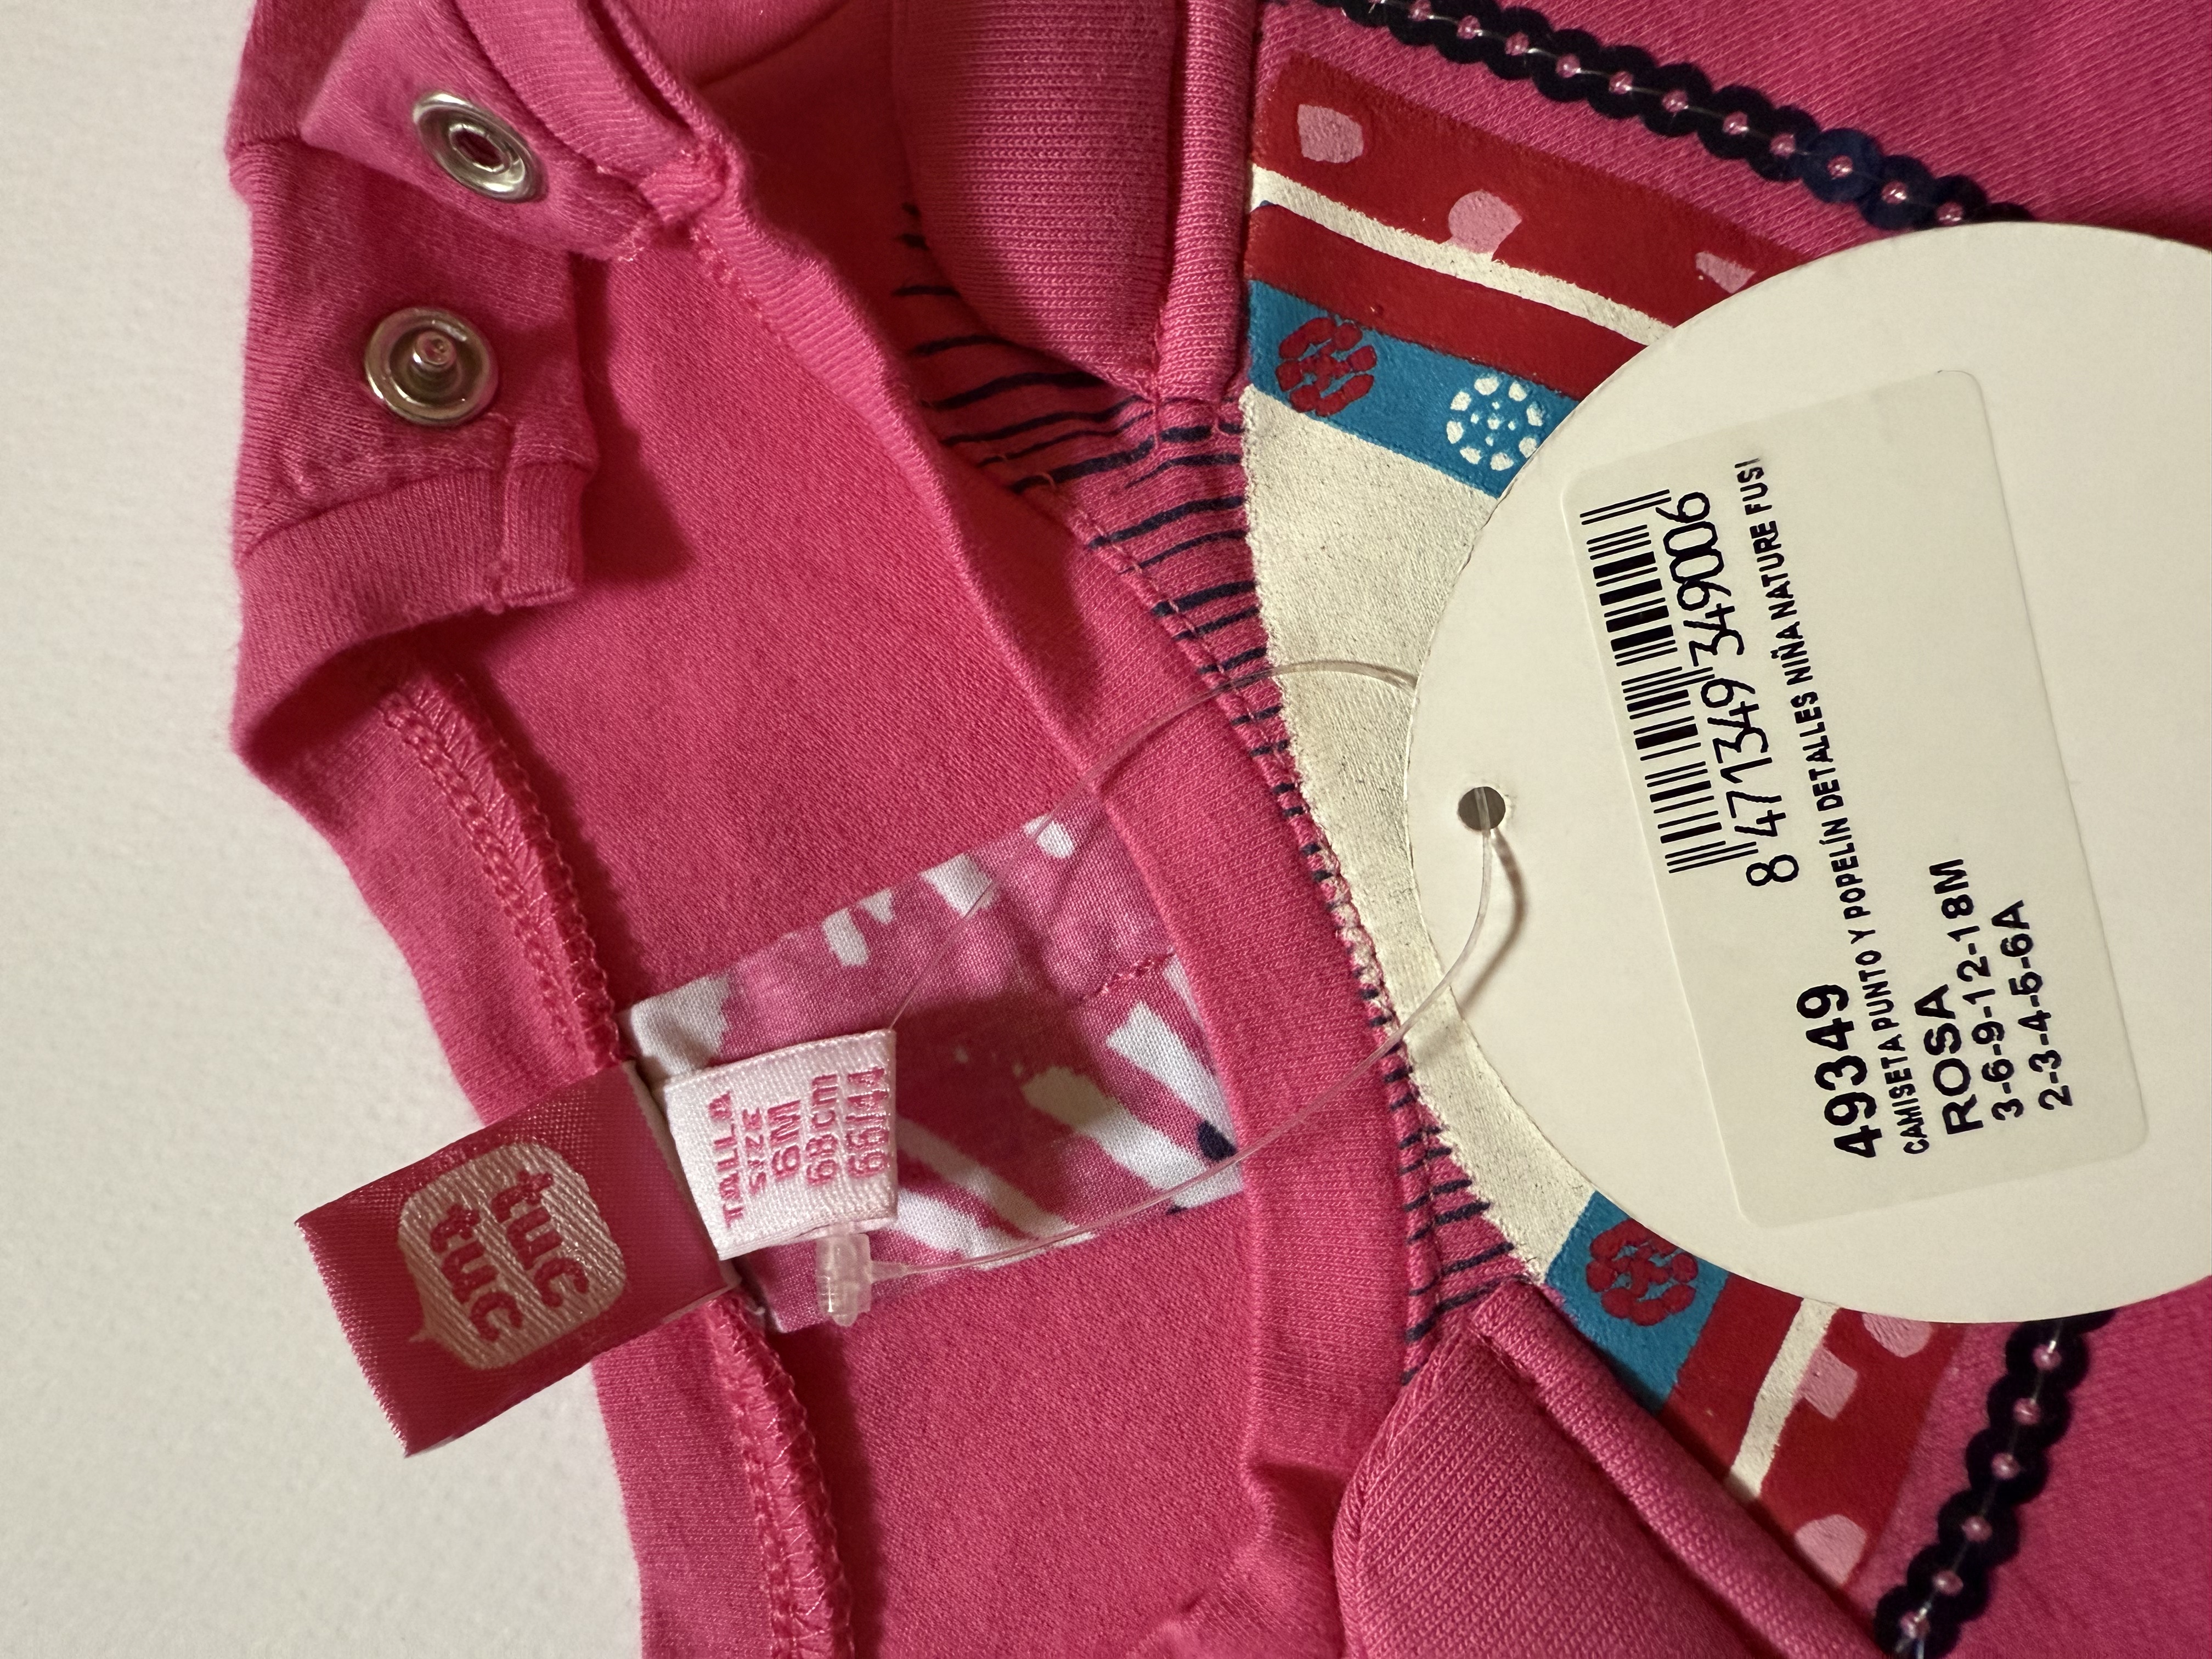 tuc
tuc
TALLA
SIZE
6M
68cm
66/44
8 471349 349006
49349
CAMISETA PUNTO Y POPELÍN DETALLES NIÑA NATURE FUSI
ROSA
3-6-9-12-18M
2-3-4-5-6A